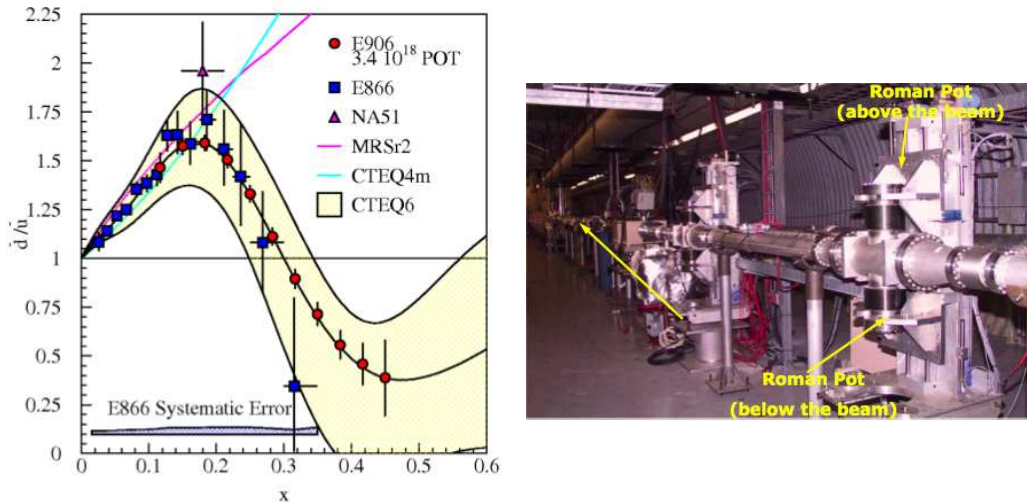 2.25
2
1.75
1.5
1.25
1
0.75
0.5
0.25
0
0
0.1
0.2
0.3
0.4
0.5
0.6
x
d̄/ū
E906
3.4 10¹⁸ POT
E866
NA51
MRSr2
CTEQ4m
CTEQ6
E866 Systematic Error
Roman Pot
(above the beam)
Roman Pot
(below the beam)